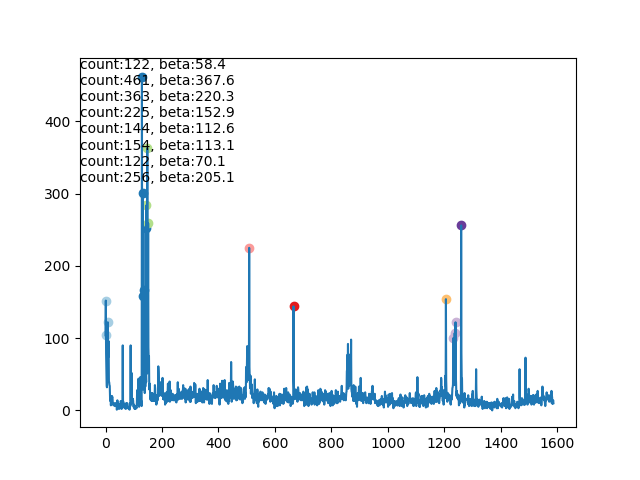 count:122, beta:58.4
count:461, beta:367.6
count:363, beta:220.3
count:225, beta:152.9
count:144, beta:112.6
count:154, beta:113.1
count:122, beta:70.1
count:256, beta:205.1
400
300
200
100
0
0 200 400 600 800 1000 1200 1400 1600